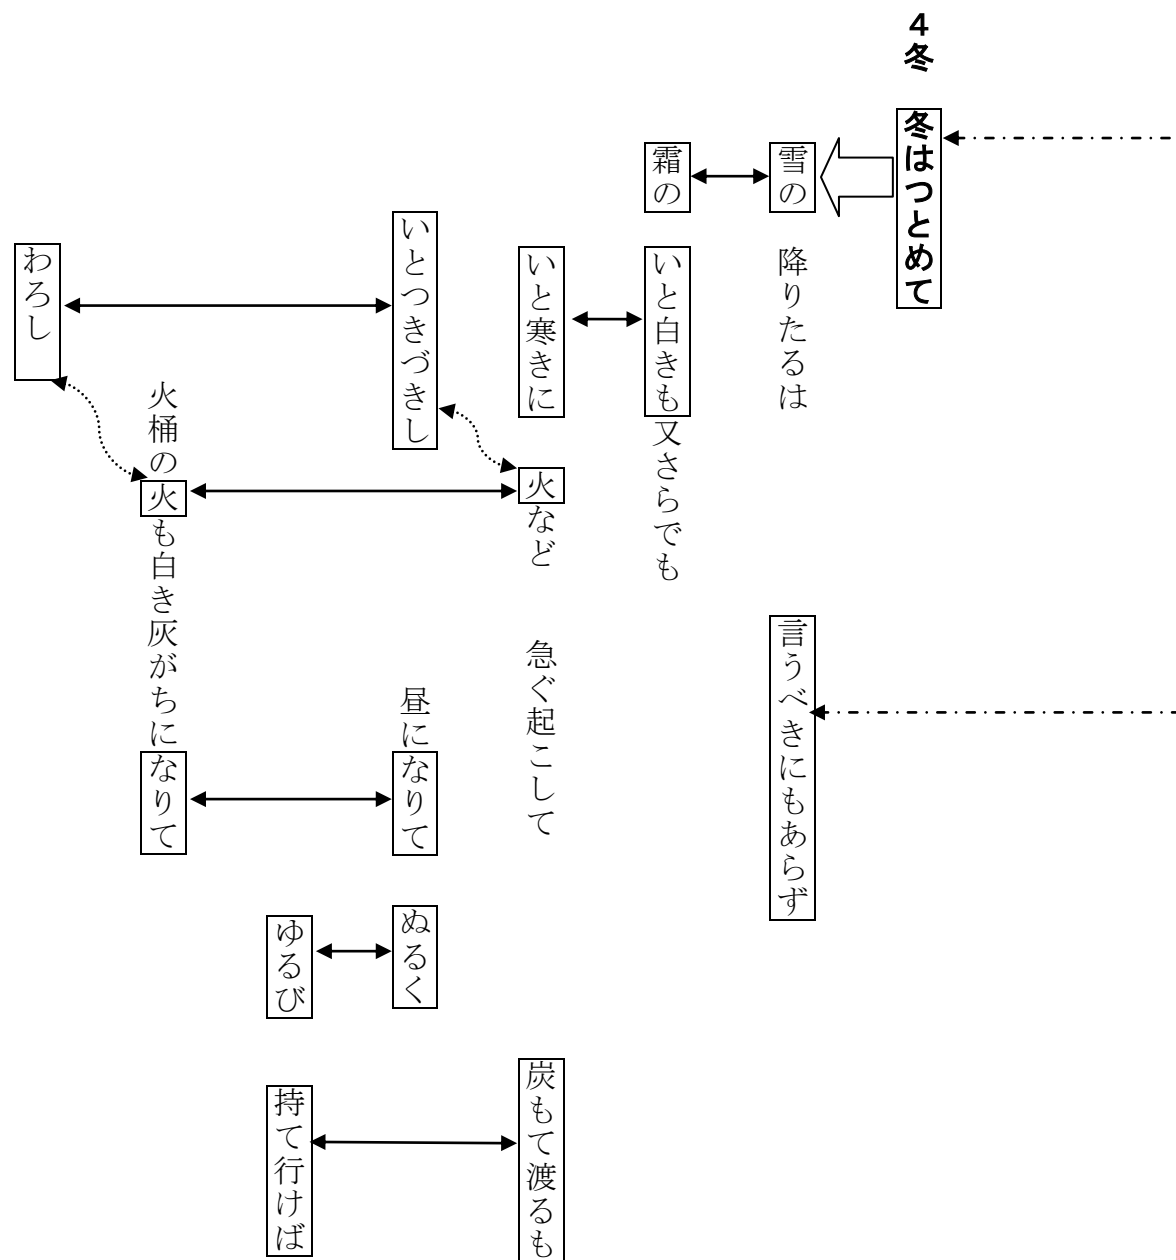 4冬　冬はつとめて
雪の　降りたるは　言うべきにもあらず
霜の　いと白きも又さらでも
いと寒きに　火など　急ぐ起こして　炭もて渡るも
いとつきづきし　昼になりて　ぬるく
ゆるび　持て行けば
火桶の火も白き灰がちになりて
わろし